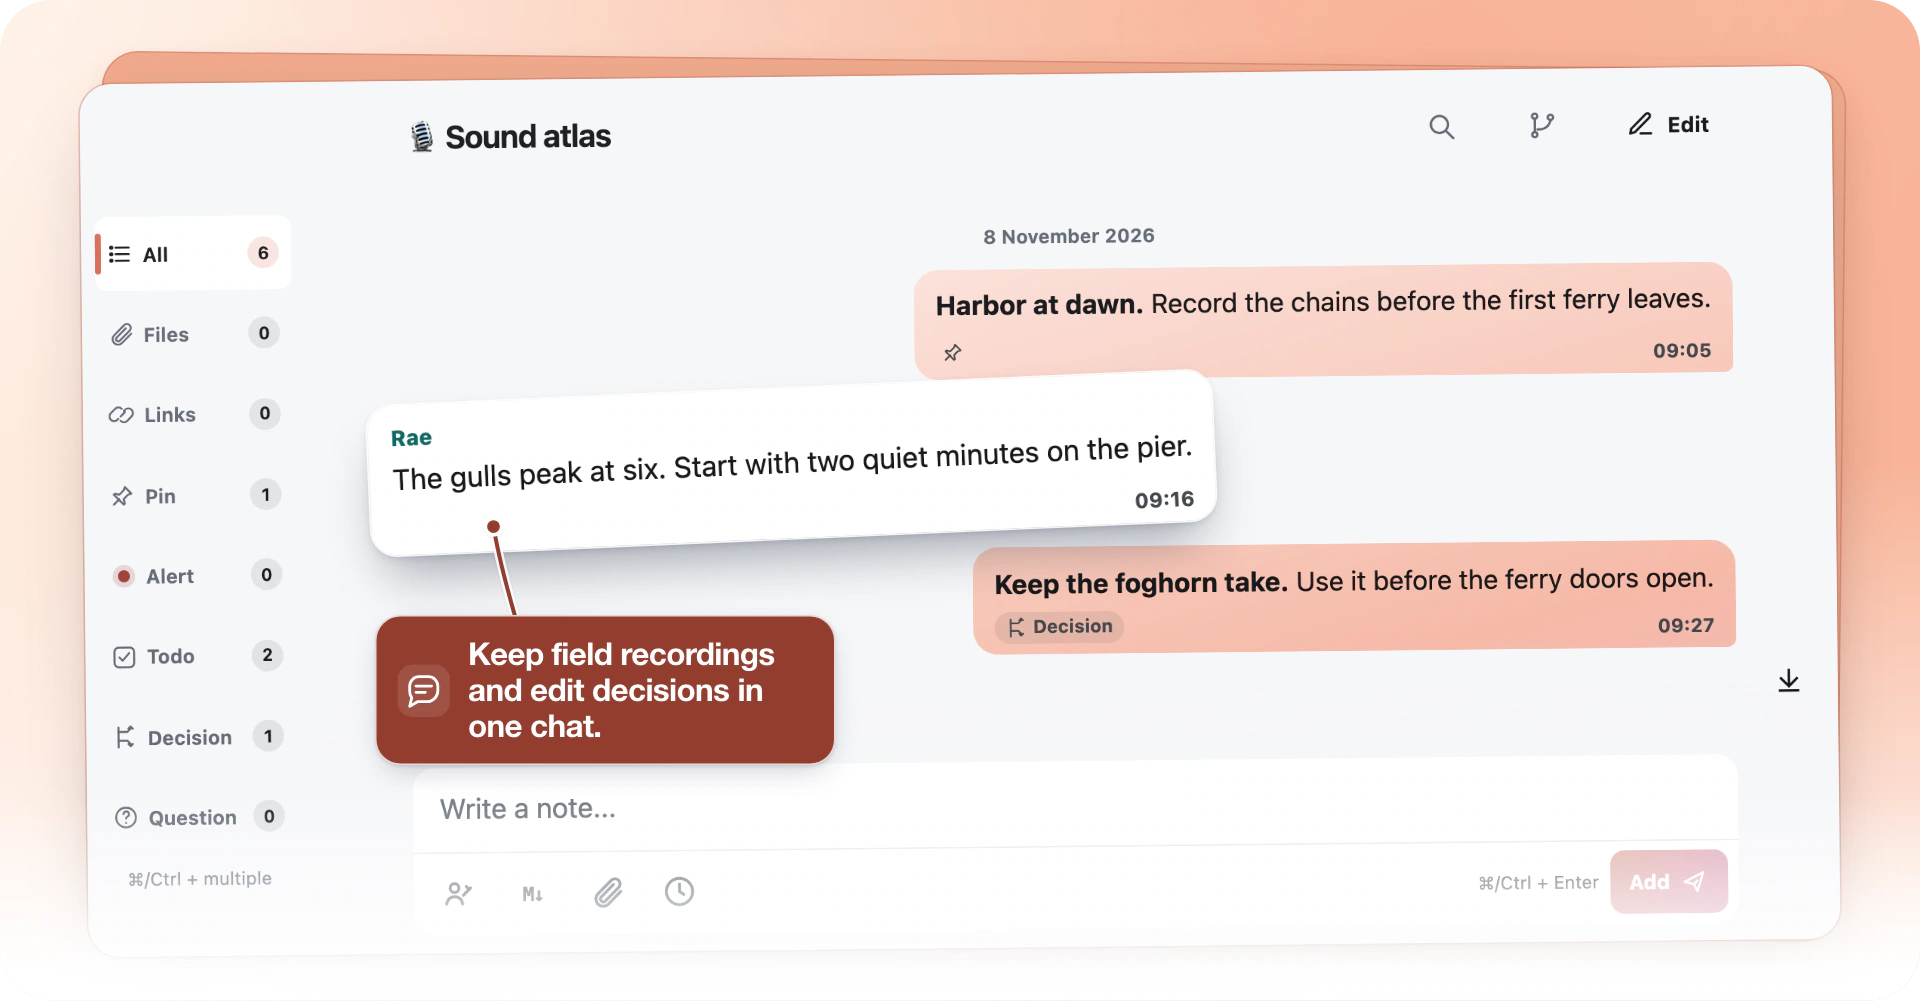 Sound atlas
Edit
All 6
Files 0
Links 0
Pin 1
Alert 0
Todo 2
Decision 1
Question 0
⌘/Ctrl + multiple
8 November 2026
Harbor at dawn. Record the chains before the first ferry leaves.
09:05
Rae
The gulls peak at six. Start with two quiet minutes on the pier.
09:16
Keep the foghorn take. Use it before the ferry doors open.
Decision
09:27
Keep field recordings
and edit decisions in
one chat.
Write a note...
M↓
⌘/Ctrl + Enter
Add